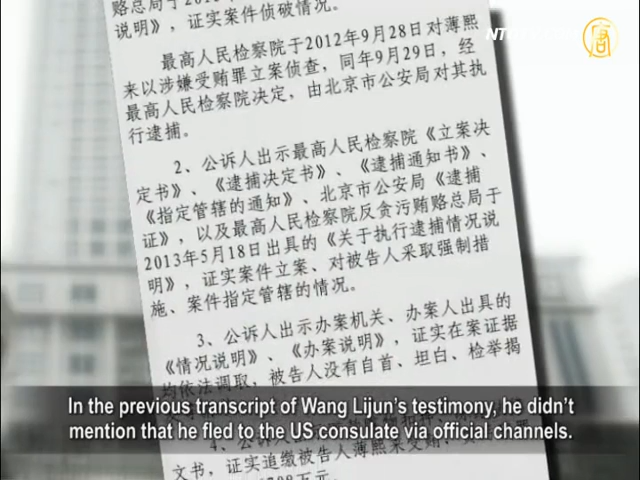 NTD
唐
说明》，证实案件侦破情况。
最高人民检察院于2012年9月28日对薄熙
来以涉嫌受贿罪立案侦查，同年9月29日，经
最高人民检察院决定，由北京市公安局对其执
行逮捕。
2、公诉人出示最高人民检察院《立案决
定书》、《逮捕决定书》、《逮捕通知书》、
《指定管辖的通知》、北京市公安局《逮捕
证》，以及最高人民检察院反贪污贿赂总局于
2013年5月18日出具的《关于执行逮捕情况说
明》，证实案件立案、对被告人采取强制措
施、案件指定管辖的情况。
3、公诉人出示办案机关、办案人出具的
《情况说明》、《办案说明》，证实在案证据
均依法调取，被告人没有自首、坦白、检举揭
In the previous transcript of Wang Lijun's testimony, he didn't
mention that he fled to the US consulate via official channels.
文书，证实追缴被告人薄熙来受贿